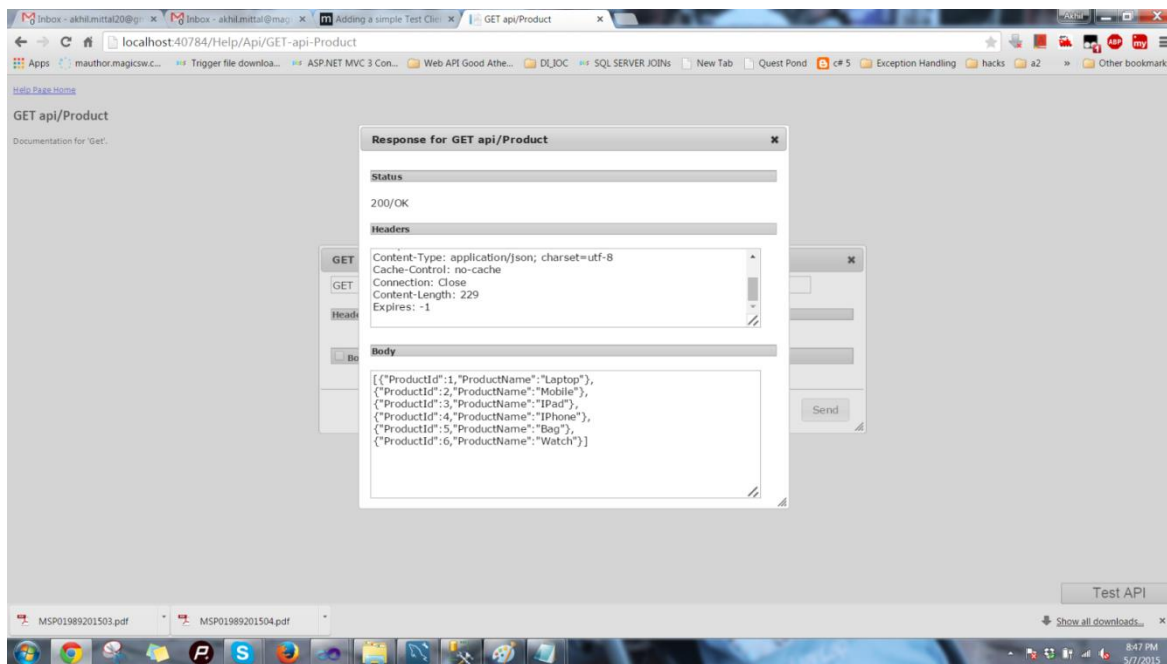 Inbox - akhil.mittal20@gm
Inbox - akhil.mittal@mag
Adding a simple Test Clie
GET api/Product
Akhil
localhost:40784/Help/Api/GET-api-Product
Apps
mauthor.magicsw.c...
Trigger file downloa...
ASP.NET MVC 3 Con...
Web API Good Athe...
DI_IOC
SQL SERVER JOINs
New Tab
Quest Pond
c# 5
Exception Handling
hacks
a2
»
Other bookmark
Help Page Home
GET api/Product
Documentation for 'Get'.
Response for GET api/Product
Status
200/OK
Headers
Content-Type: application/json; charset=utf-8
Cache-Control: no-cache
Connection: Close
Content-Length: 229
Expires: -1
Body
[{"ProductId":1,"ProductName":"Laptop"},
{"ProductId":2,"ProductName":"Mobile"},
{"ProductId":3,"ProductName":"IPad"},
{"ProductId":4,"ProductName":"IPhone"},
{"ProductId":5,"ProductName":"Bag"},
{"ProductId":6,"ProductName":"Watch"}]
GET
GET
Heade
Bo
Send
Test API
MSP01989201503.pdf
MSP01989201504.pdf
Show all downloads...
8:47 PM
5/7/2015